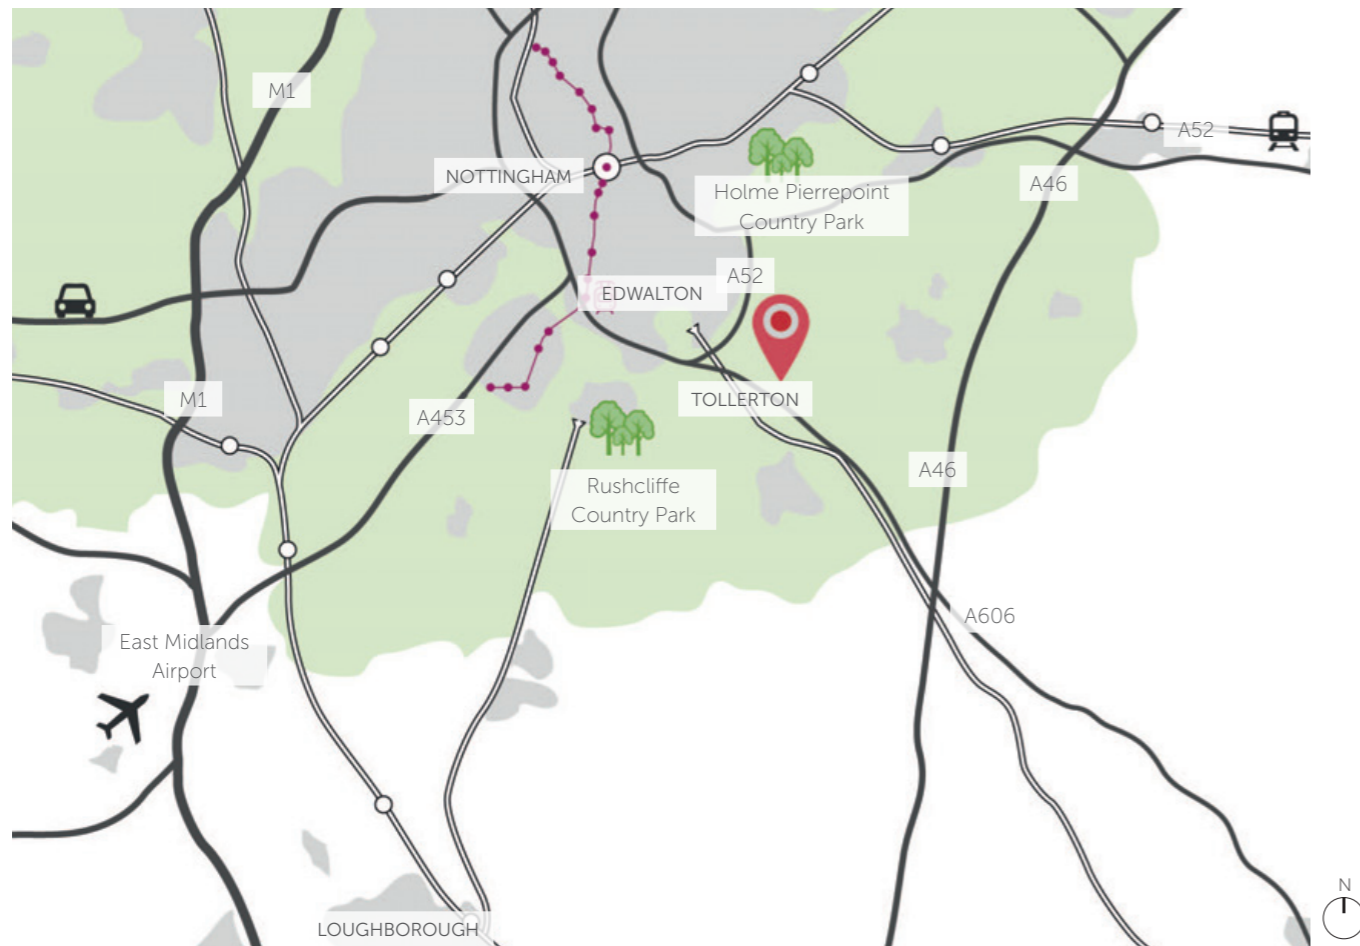 M1
A52
NOTTINGHAM
A46
Holme Pierrepoint
Country Park
A52
EDWALTON
M1
TOLLERTON
A453
A46
Rushcliffe
Country Park
A606
East Midlands
Airport
N
LOUGHBOROUGH